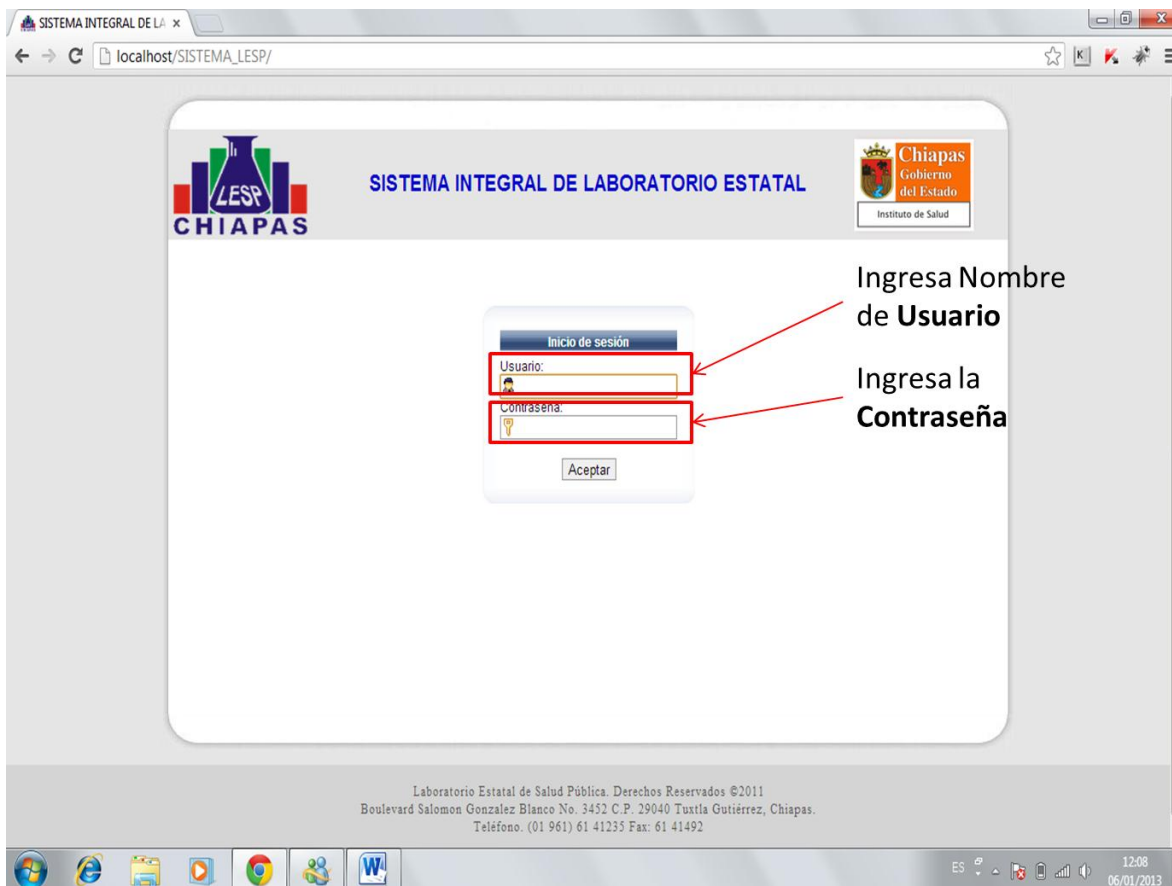 SISTEMA INTEGRAL DE LA
localhost/SISTEMA_LESP/
LESP
CHIAPAS
SISTEMA INTEGRAL DE LABORATORIO ESTATAL
Chiapas
Gobierno
del Estado
Instituto de Salud
Ingresa Nombre
de Usuario
Inicio de sesión
Usuario:
Ingresa la
Contraseña
Contraseña:
Aceptar
Laboratorio Estatal de Salud Pública. Derechos Reservados ©2011
Boulevard Salomon Gonzalez Blanco No. 3452 C.P. 29040 Tuxtla Gutiérrez, Chiapas.
Teléfono. (01 961) 61 41235 Fax: 61 41492
ES
12:08
06/01/2013